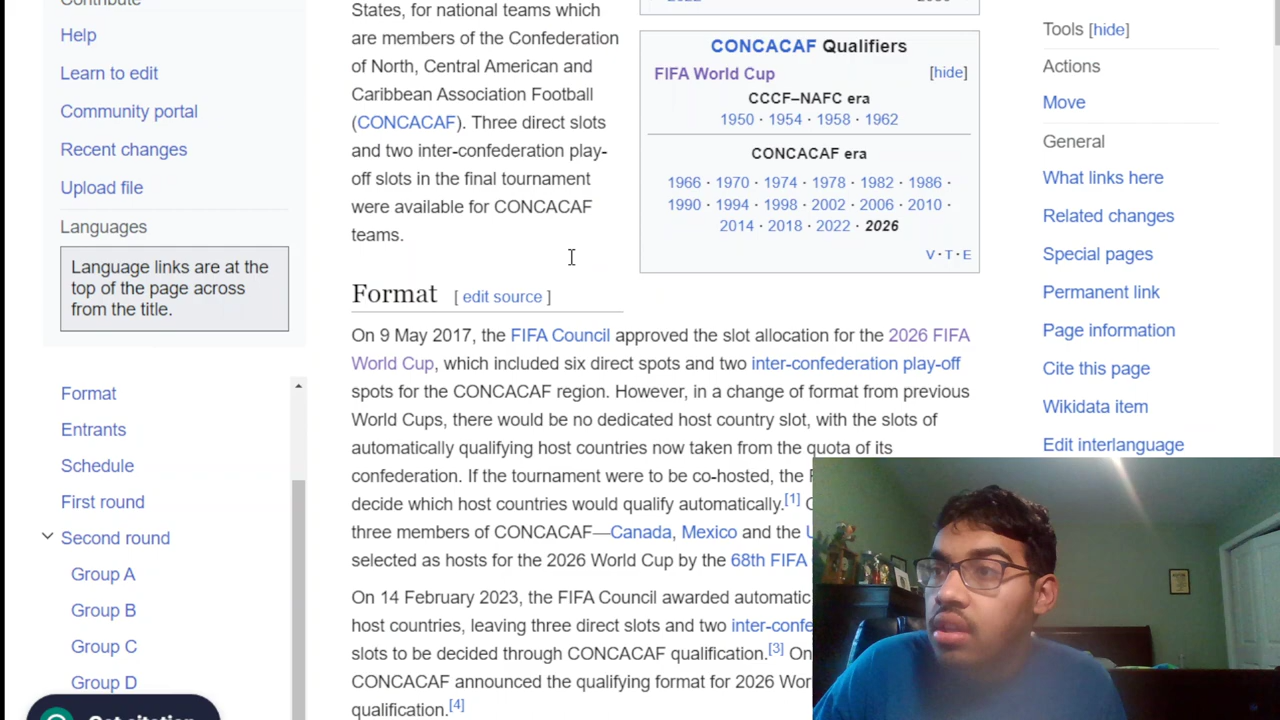 Contribute
Help
Learn to edit
Community portal
Recent changes
Upload file
Languages
Language links are at the
top of the page across
from the title.
Format
Entrants
Schedule
First round
Second round
Group A
Group B
Group C
Group D
Get citation
States, for national teams which
are members of the Confederation
of North, Central American and
Caribbean Association Football
(CONCACAF). Three direct slots
and two inter-confederation play-
off slots in the final tournament
were available for CONCACAF
teams.
CONCACAF Qualifiers
FIFA World Cup [hide]
CCCF–NAFC era
1950 · 1954 · 1958 · 1962
CONCACAF era
1966 · 1970 · 1974 · 1978 · 1982 · 1986 ·
1990 · 1994 · 1998 · 2002 · 2006 · 2010 ·
2014 · 2018 · 2022 · 2026
V · T · E
Format [ edit source ]
On 9 May 2017, the FIFA Council approved the slot allocation for the 2026 FIFA
World Cup, which included six direct spots and two inter-confederation play-off
spots for the CONCACAF region. However, in a change of format from previous
World Cups, there would be no dedicated host country slot, with the slots of
automatically qualifying host countries now taken from the quota of its
confederation. If the tournament were to be co-hosted, the
decide which host countries would qualify automatically.[1]
three members of CONCACAF—Canada, Mexico and the
selected as hosts for the 2026 World Cup by the 68th FIFA
On 14 February 2023, the FIFA Council awarded automatic
host countries, leaving three direct slots and two inter-confe
slots to be decided through CONCACAF qualification.[3] On
CONCACAF announced the qualifying format for 2026 Wor
qualification.[4]
Tools [hide]
Actions
Move
General
What links here
Related changes
Special pages
Permanent link
Page information
Cite this page
Wikidata item
Edit interlanguage